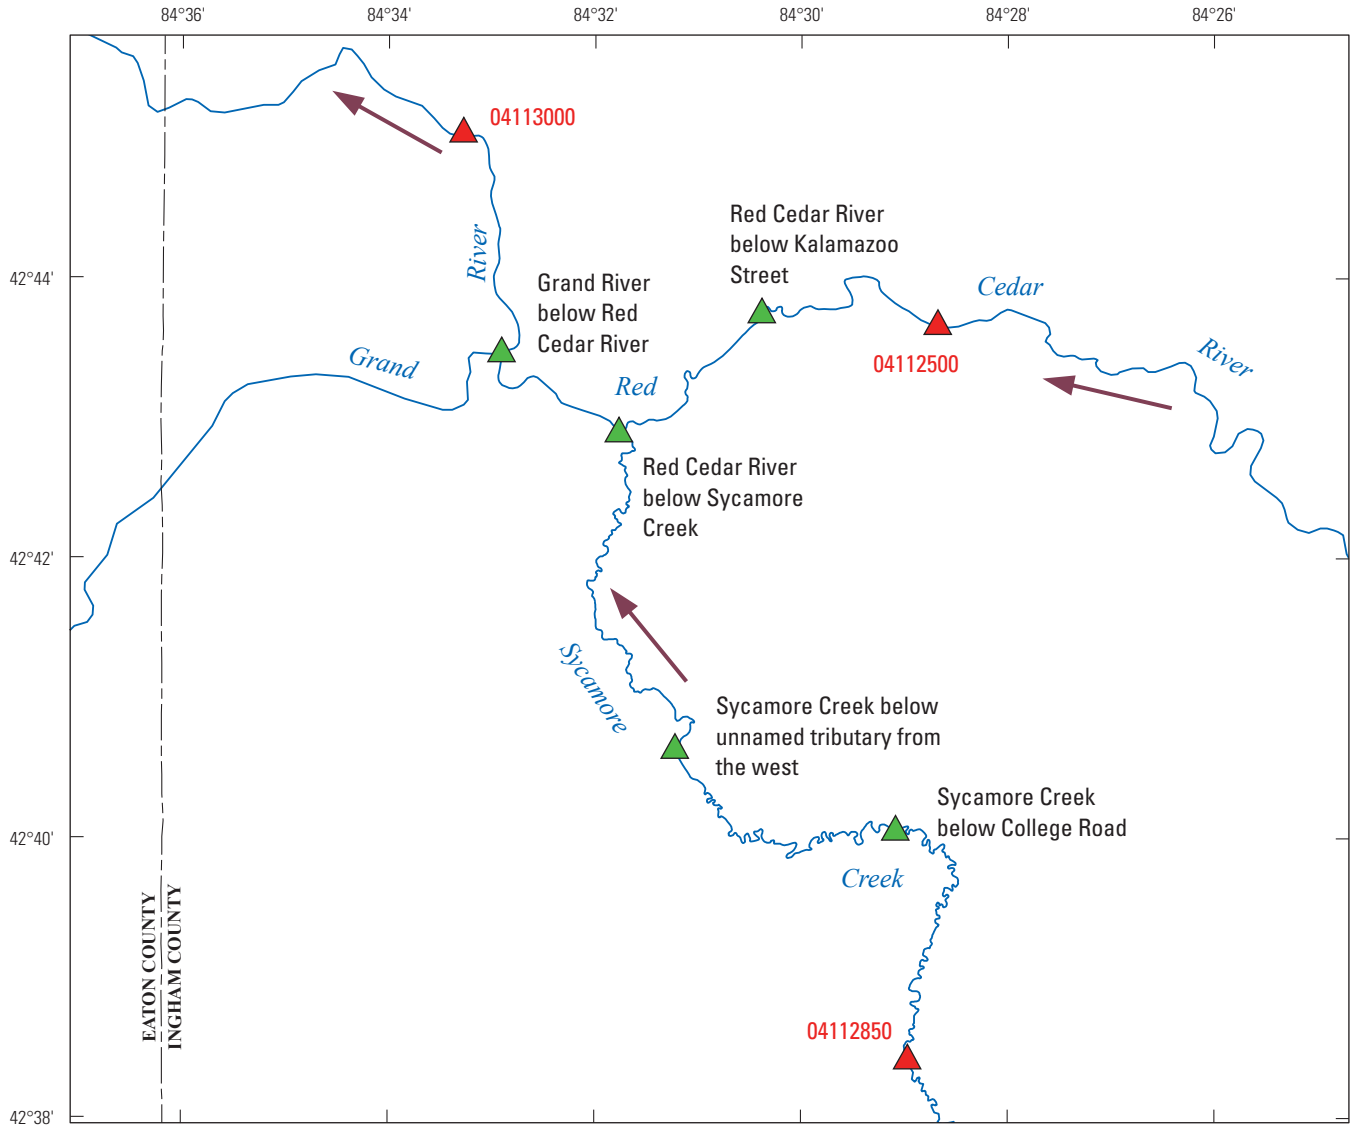 84°36'
84°34'
84°32'
84°30'
84°28'
84°26'
04113000
Red Cedar River
below Kalamazoo
Street
River
42°44'
Grand River
below Red
Cedar River
Cedar
River
04112500
Grand
Red
Red Cedar River
below Sycamore
Creek
42°42'
Sycamore
Sycamore Creek below
unnamed tributary from
the west
Sycamore Creek
below College Road
42°40'
Creek
EATON COUNTY
INGHAM COUNTY
04112850
42°38'